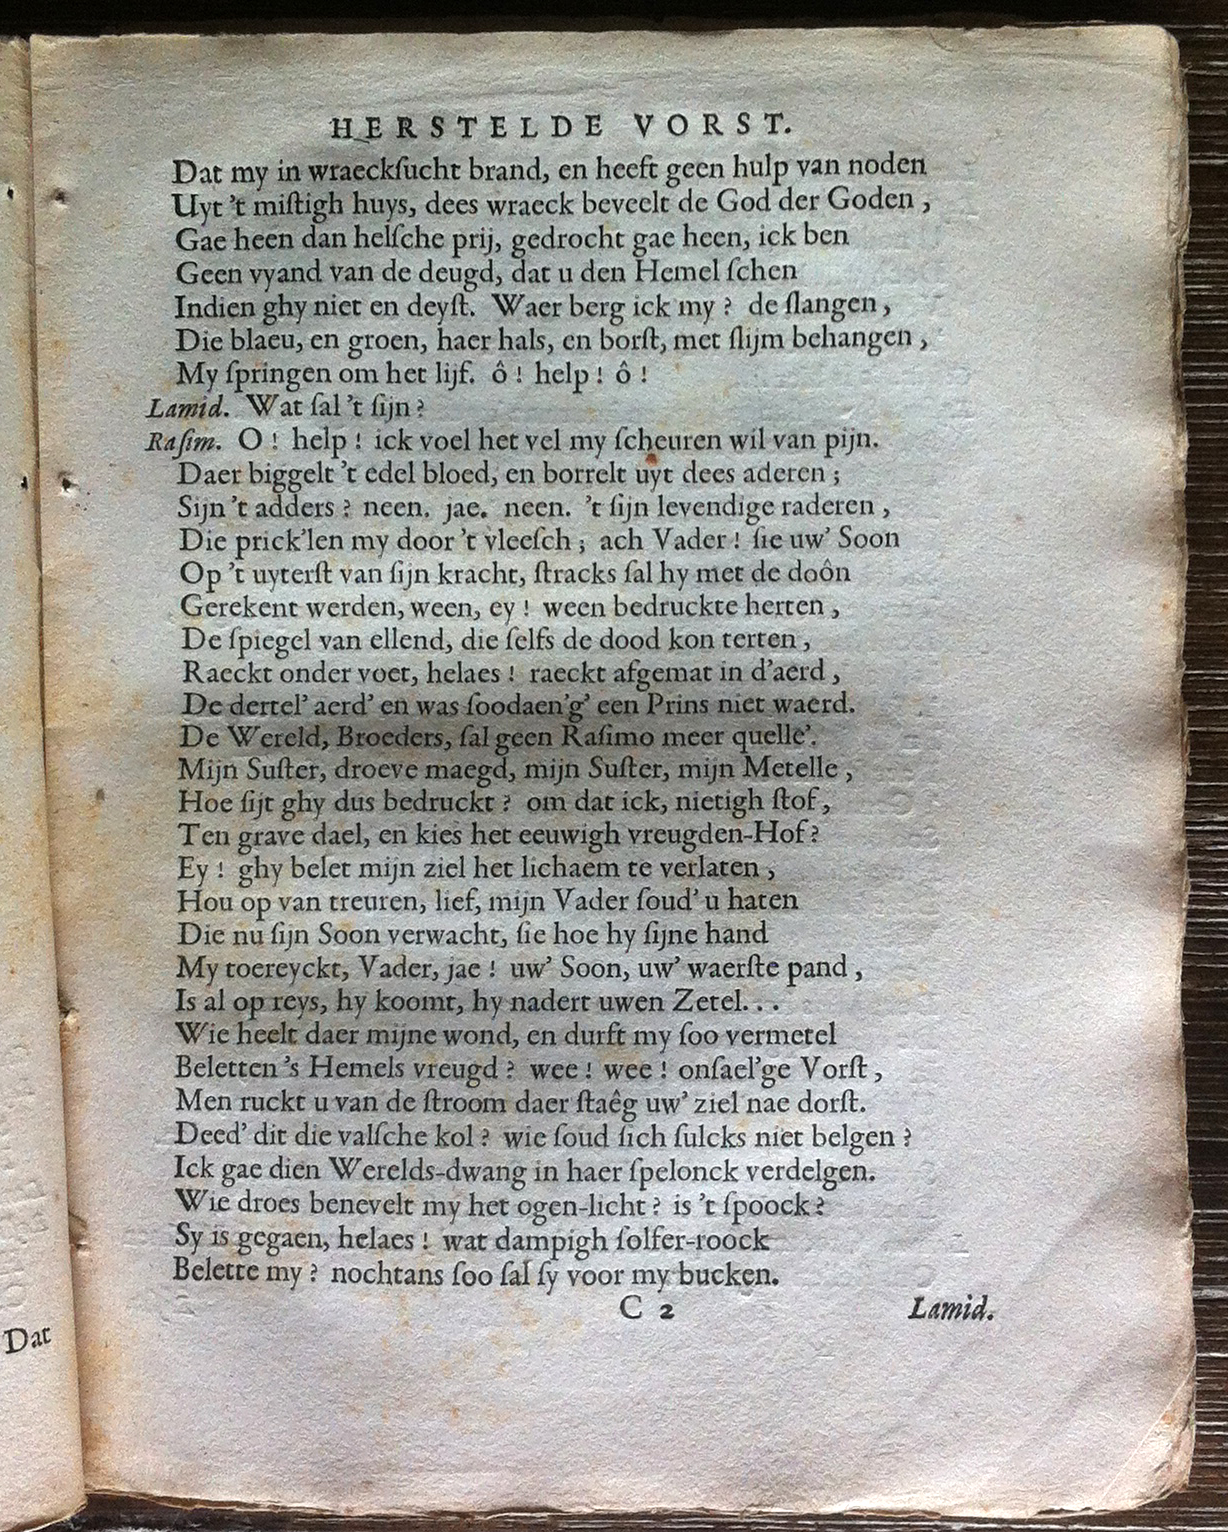 HERSTELDE VORST.
Dat my in wraeckſucht brand, en heeft geen hulp van noden
Uyt 't miſtigh huys, dees wraeck beveelt de God der Goden,
Gae heen dan helſche prij, gedrocht gae heen, ick ben
Geen vyand van de deugd, dat u den Hemel ſchen
Indien ghy niet en deyſt. Waer berg ick my? de ſlangen,
Die blaeu, en groen, haer hals, en borſt, met ſlijm behangen,
My ſpringen om het lijf. ô! help! ô!
Lamid. Wat ſal 't ſijn?
Raſim. O! help! ick voel het vel my ſcheuren wil van pijn.
Daer biggelt 't edel bloed, en borrelt uyt dees aderen;
Sijn 't adders? neen. jae. neen. 't ſijn levendige raderen,
Die prick'len my door 't vleeſch; ach Vader! ſie uw' Soon
Op 't uyterſt van ſijn kracht, ſtracks ſal hy met de doôn
Gerekent werden, ween, ey! ween bedruckte herten,
De ſpiegel van ellend, die ſelfs de dood kon terten,
Raeckt onder voet, helaes! raeckt afgemat in d'aerd,
De dertel' aerd' en was ſoodaen'g' een Prins niet waerd.
De Wereld, Broeders, ſal geen Raſimo meer quelle'.
Mijn Suſter, droeve maegd, mijn Suſter, mijn Metelle,
Hoe ſijt ghy dus bedruckt? om dat ick, nietigh ſtof,
Ten grave dael, en kies het eeuwigh vreugden-Hof?
Ey! ghy belet mijn ziel het lichaem te verlaten,
Hou op van treuren, lief, mijn Vader ſoud' u haten
Die nu ſijn Soon verwacht, ſie hoe hy ſijne hand
My toereyckt, Vader, jae! uw' Soon, uw' waerſte pand,
Is al op reys, hy koomt, hy nadert uwen Zetel...
Wie heelt daer mijne wond, en durft my ſoo vermetel
Beletten 's Hemels vreugd? wee! wee! onſael'ge Vorſt,
Men ruckt u van de ſtroom daer ſtaêg uw' ziel nae dorſt.
Deed' dit die valſche kol? wie ſoud ſich ſulcks niet belgen?
Ick gae dien Werelds-dwang in haer ſpelonck verdelgen.
Wie droes benevelt my het ogen-licht? is 't ſpoock?
Sy is gegaen, helaes! wat dampigh ſolfer-roock
Belette my? nochtans ſoo ſal ſy voor my bucken.
C 2 Lamid.
Dat